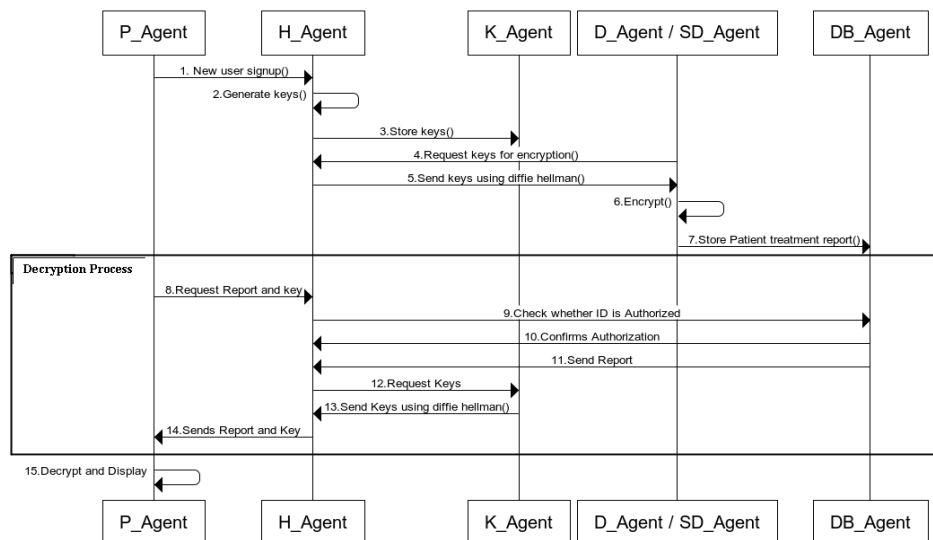 P_Agent
H_Agent
K_Agent
D_Agent / SD_Agent
DB_Agent
1. New user signup()
2.Generate keys()
3.Store keys()
4.Request keys for encryption()
5.Send keys using diffie hellman()
6.Encrypt()
7.Store Patient treatment report()
Decryption Process
8.Request Report and key
9.Check whether ID is Authorized
10.Confirms Authorization
11.Send Report
12.Request Keys
13.Send Keys using diffie hellman()
14.Sends Report and Key
15.Decrypt and Display
P_Agent
H_Agent
K_Agent
D_Agent / SD_Agent
DB_Agent